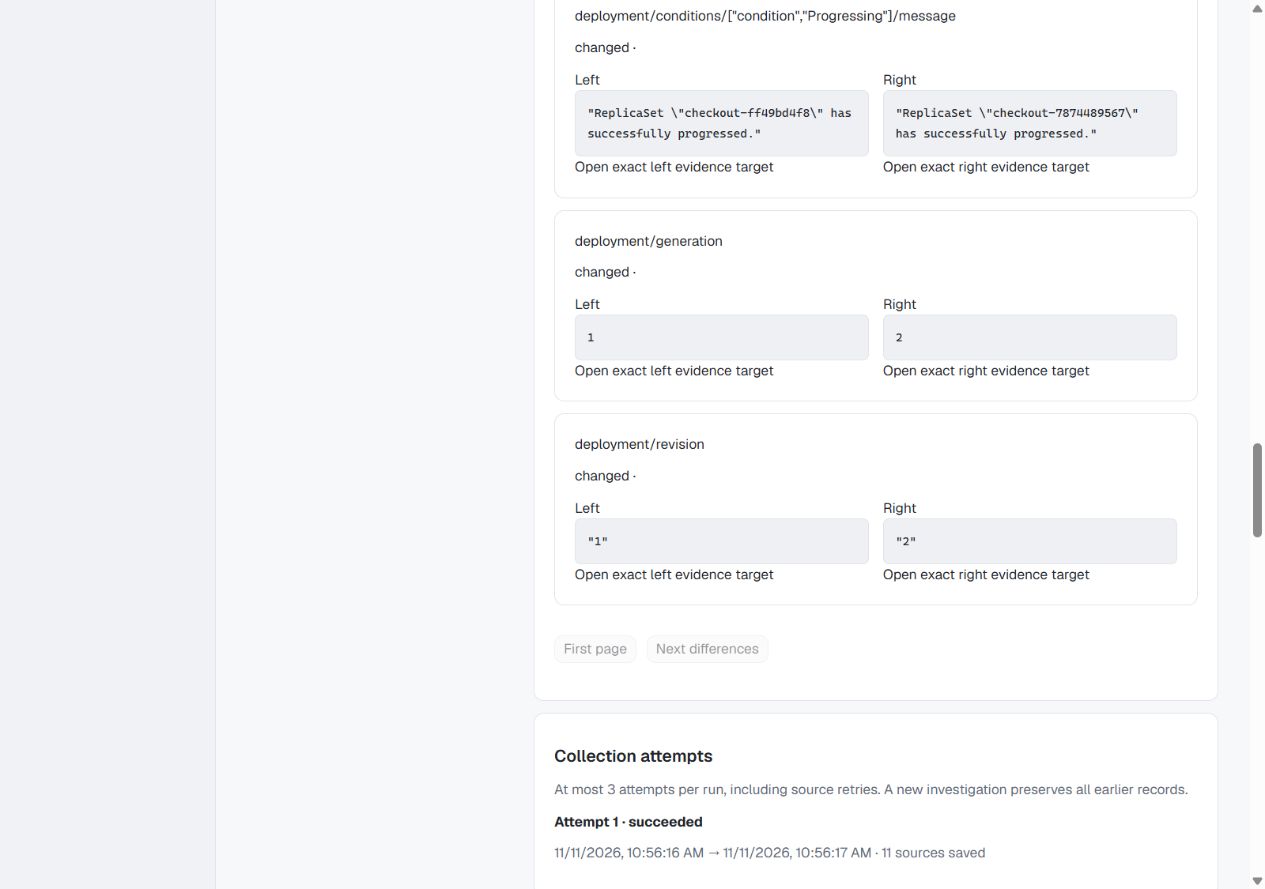 deployment/conditions/["condition","Progressing"]/message
changed ·
Left
Right
"ReplicaSet \"checkout-ff49bd4f8\" has
successfully progressed."
"ReplicaSet \"checkout-7874489567\"
has successfully progressed."
Open exact left evidence target
Open exact right evidence target
deployment/generation
changed ·
Left
Right
1
2
Open exact left evidence target
Open exact right evidence target
deployment/revision
changed ·
Left
Right
"1"
"2"
Open exact left evidence target
Open exact right evidence target
First page
Next differences
Collection attempts
At most 3 attempts per run, including source retries. A new investigation preserves all earlier records.
Attempt 1 · succeeded
11/11/2026, 10:56:16 AM → 11/11/2026, 10:56:17 AM · 11 sources saved